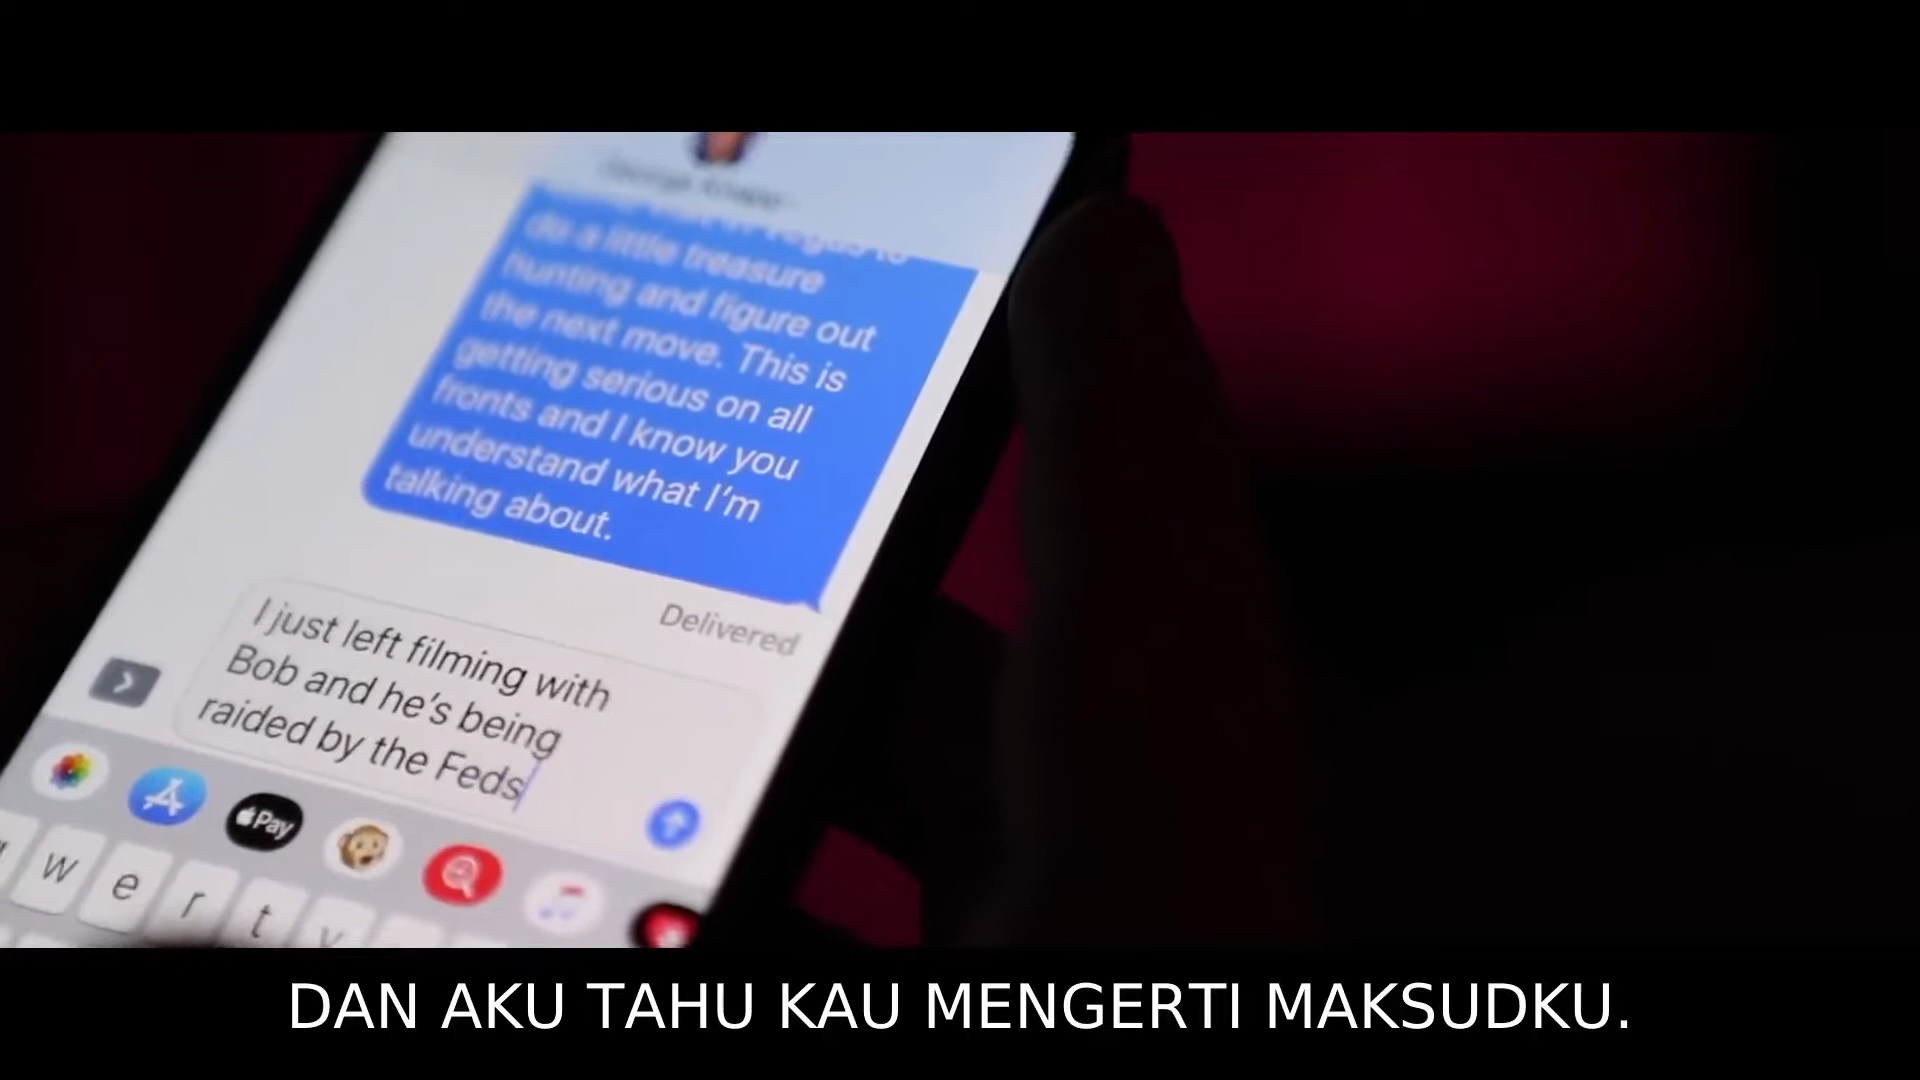 do a little treasure
hunting and figure out
the next move. This is
getting serious on all
fronts and I know you
understand what I'm
talking about.
Delivered
I just left filming with
Bob and he's being
raided by the Feds
Pay
w e r t y
DAN AKU TAHU KAU MENGERTI MAKSUDKU.